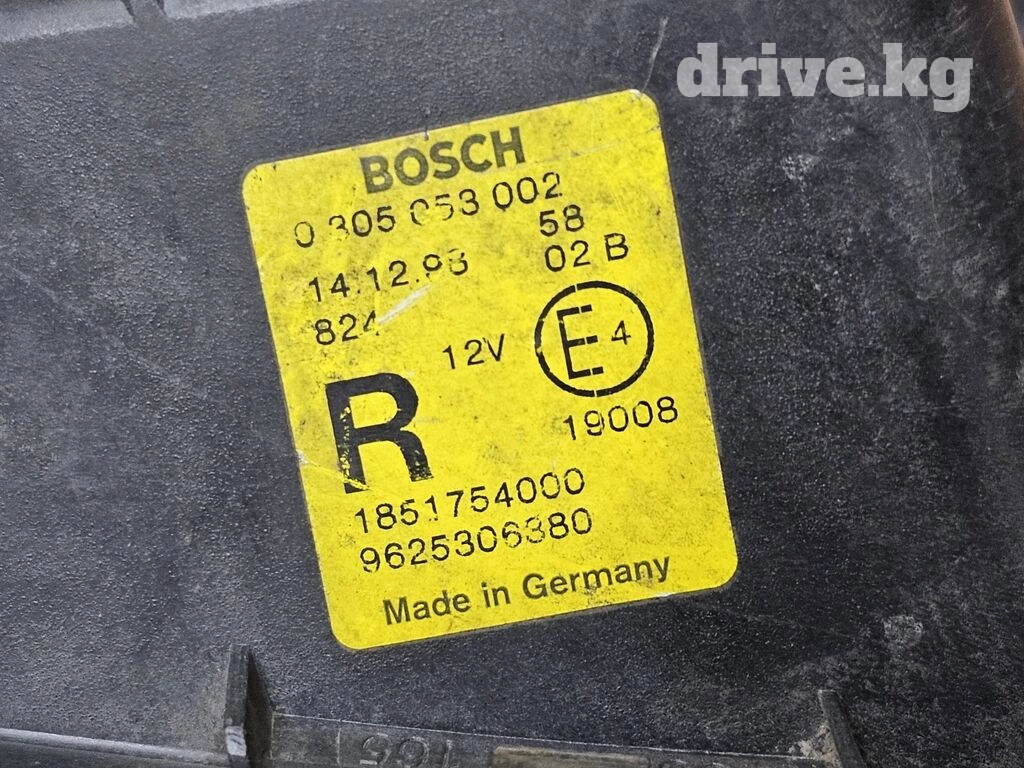 drive.kg
BOSCH
0 305 053 002
58
14.12.98 02 B
824
12V E 4
R
19008
1851754000
9625306380
Made in Germany
165